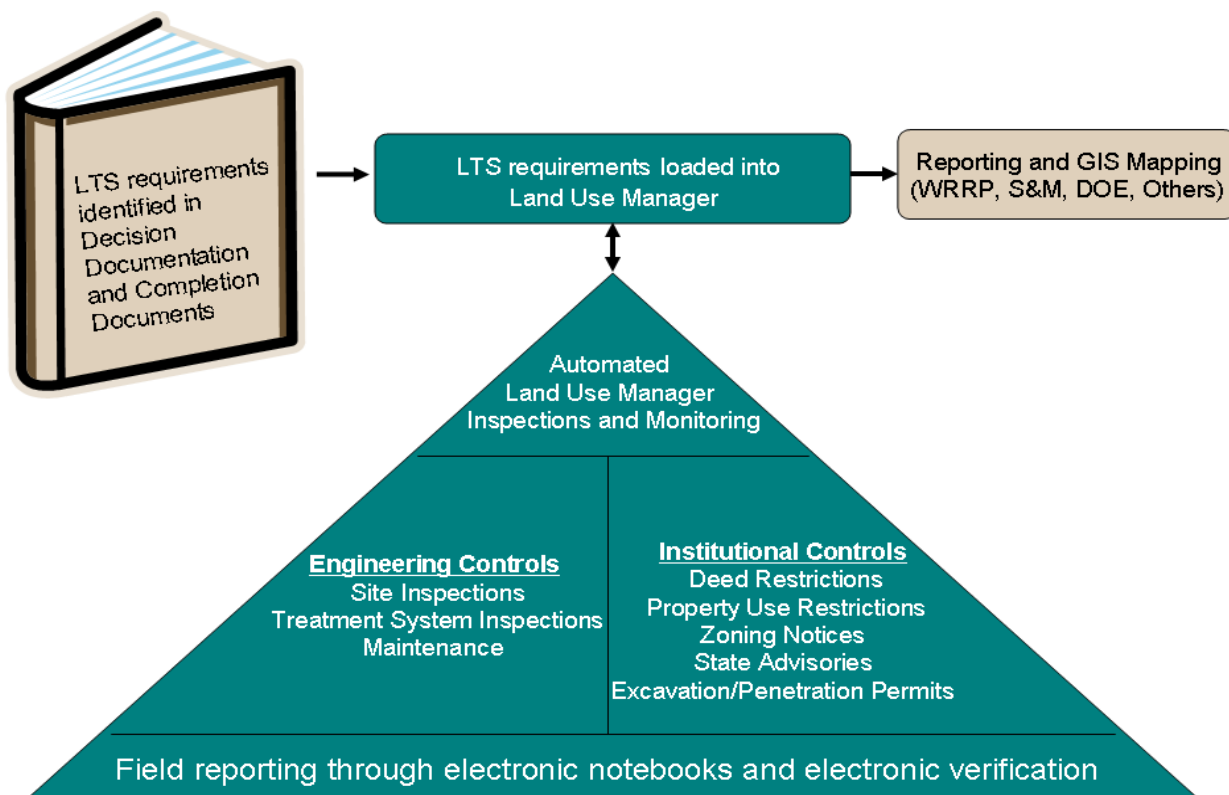 LTS requirements
identified in
Decision
Documentation
and Completion
Documents
LTS requirements loaded into
Land Use Manager
Reporting and GIS Mapping
(WRRP, S&M, DOE, Others)
Automated
Land Use Manager
Inspections and Monitoring
Engineering Controls
Site Inspections
Treatment System Inspections
Maintenance
Institutional Controls
Deed Restrictions
Property Use Restrictions
Zoning Notices
State Advisories
Excavation/Penetration Permits
Field reporting through electronic notebooks and electronic verification